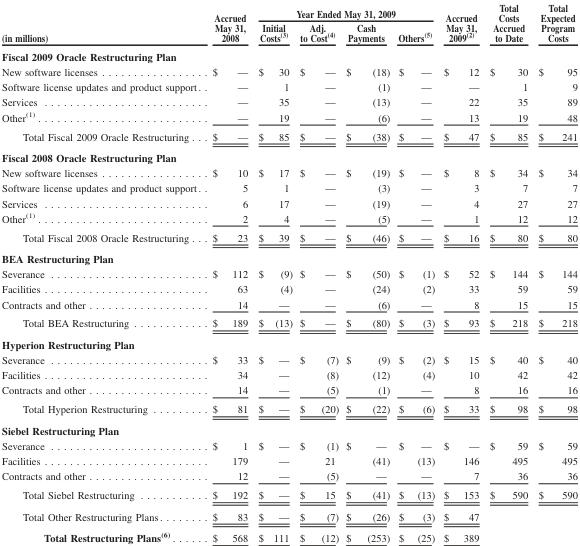 Total Total
Accrued Year Ended May 31, 2009 Accrued Costs Expected
May 31, Initial Adj. Cash May 31, Accrued Program
(in millions) 2008 Costs(3) to Cost(4) Payments Others(5) 2009(2) to Date Costs
Fiscal 2009 Oracle Restructuring Plan
New software licenses . . . . . . . . . . . . . . . . . . $ — $ 30 $ — $ (18) $ — $ 12 $ 30 $ 95
Software license updates and product support . . — 1 — (1) — — 1 9
Services . . . . . . . . . . . . . . . . . . . . . . . . . . . . — 35 — (13) — 22 35 89
Other(1) . . . . . . . . . . . . . . . . . . . . . . . . . . . . — 19 — (6) — 13 19 48
Total Fiscal 2009 Oracle Restructuring . . . $ — $ 85 $ — $ (38) $ — $ 47 $ 85 $ 241
Fiscal 2008 Oracle Restructuring Plan
New software licenses . . . . . . . . . . . . . . . . . . $ 10 $ 17 $ — $ (19) $ — $ 8 $ 34 $ 34
Software license updates and product support . . 5 1 — (3) — 3 7 7
Services . . . . . . . . . . . . . . . . . . . . . . . . . . . . 6 17 — (19) — 4 27 27
Other(1) . . . . . . . . . . . . . . . . . . . . . . . . . . . . 2 4 — (5) — 1 12 12
Total Fiscal 2008 Oracle Restructuring . . . $ 23 $ 39 $ — $ (46) $ — $ 16 $ 80 $ 80
BEA Restructuring Plan
Severance . . . . . . . . . . . . . . . . . . . . . . . . . . $ 112 $ (9) $ — $ (50) $ (1) $ 52 $ 144 $ 144
Facilities . . . . . . . . . . . . . . . . . . . . . . . . . . . 63 (4) — (24) (2) 33 59 59
Contracts and other . . . . . . . . . . . . . . . . . . . . 14 — — (6) — 8 15 15
Total BEA Restructuring . . . . . . . . . . . . $ 189 $ (13) $ — $ (80) $ (3) $ 93 $ 218 $ 218
Hyperion Restructuring Plan
Severance . . . . . . . . . . . . . . . . . . . . . . . . . . $ 33 $ — $ (7) $ (9) $ (2) $ 15 $ 40 $ 40
Facilities . . . . . . . . . . . . . . . . . . . . . . . . . . . 34 — (8) (12) (4) 10 42 42
Contracts and other . . . . . . . . . . . . . . . . . . . . 14 — (5) (1) — 8 16 16
Total Hyperion Restructuring . . . . . . . . . $ 81 $ — $ (20) $ (22) $ (6) $ 33 $ 98 $ 98
Siebel Restructuring Plan
Severance . . . . . . . . . . . . . . . . . . . . . . . . . . $ 1 $ — $ (1) $ — $ — $ — $ 59 $ 59
Facilities . . . . . . . . . . . . . . . . . . . . . . . . . . . 179 — 21 (41) (13) 146 495 495
Contracts and other . . . . . . . . . . . . . . . . . . . . 12 — (5) — — 7 36 36
Total Siebel Restructuring . . . . . . . . . . . $ 192 $ — $ 15 $ (41) $ (13) $ 153 $ 590 $ 590
Total Other Restructuring Plans . . . . . . . . $ 83 $ — $ (7) $ (26) $ (3) $ 47
Total Restructuring Plans(6) . . . . . . $ 568 $ 111 $ (12) $ (253) $ (25) $ 389